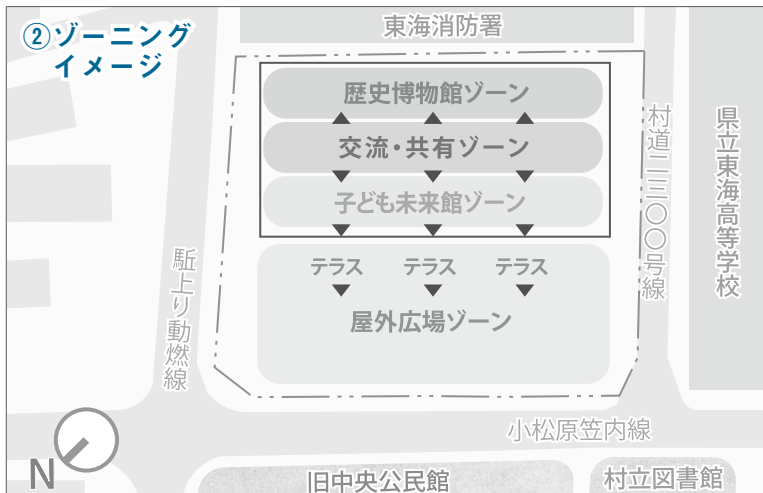 ②ゾーニング
イメージ
東海消防署
歴史博物館ゾーン
交流・共有ゾーン
子ども未来館ゾーン
テラス テラス テラス
屋外広場ゾーン
村道二三〇〇号線
県立東海高等学校
駈上り動燃線
小松原笠内線
N
旧中央公民館
村立図書館